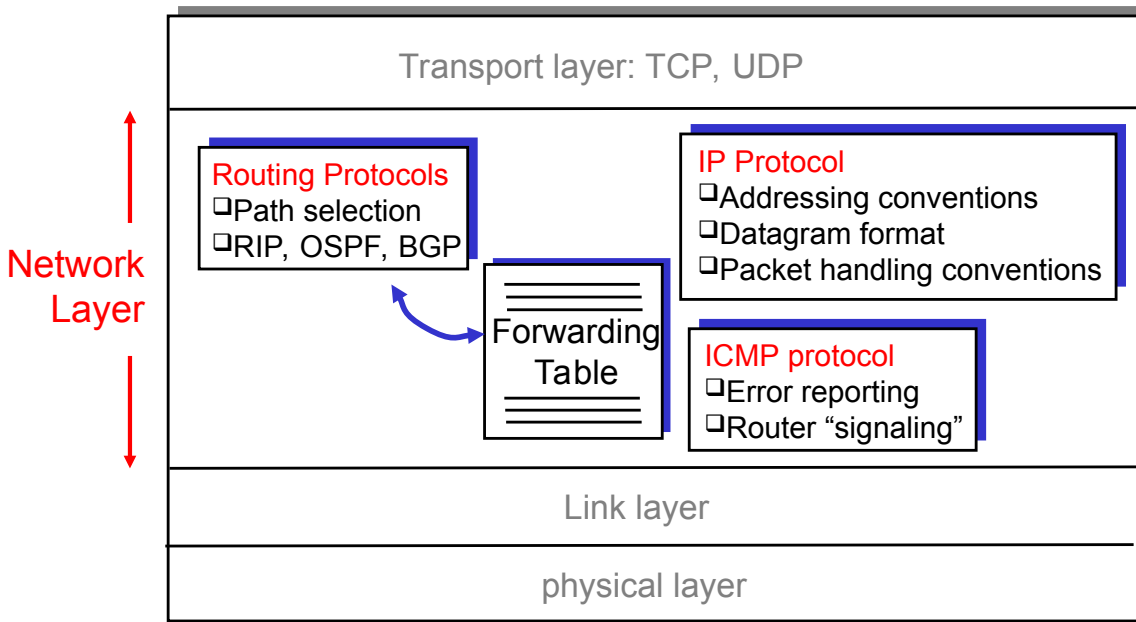 Transport layer: TCP, UDP
Network
Layer
Routing Protocols
❑Path selection
❑RIP, OSPF, BGP
Forwarding
Table
IP Protocol
❑Addressing conventions
❑Datagram format
❑Packet handling conventions
ICMP protocol
❑Error reporting
❑Router “signaling”
Link layer
physical layer